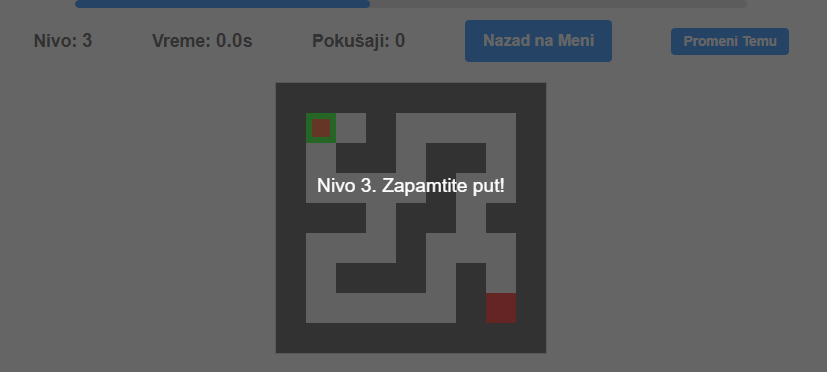 Nivo: 3 Vreme: 0.0s Pokušaji: 0 Nazad na Meni Promeni Temu
Nivo 3. Zapamtite put!